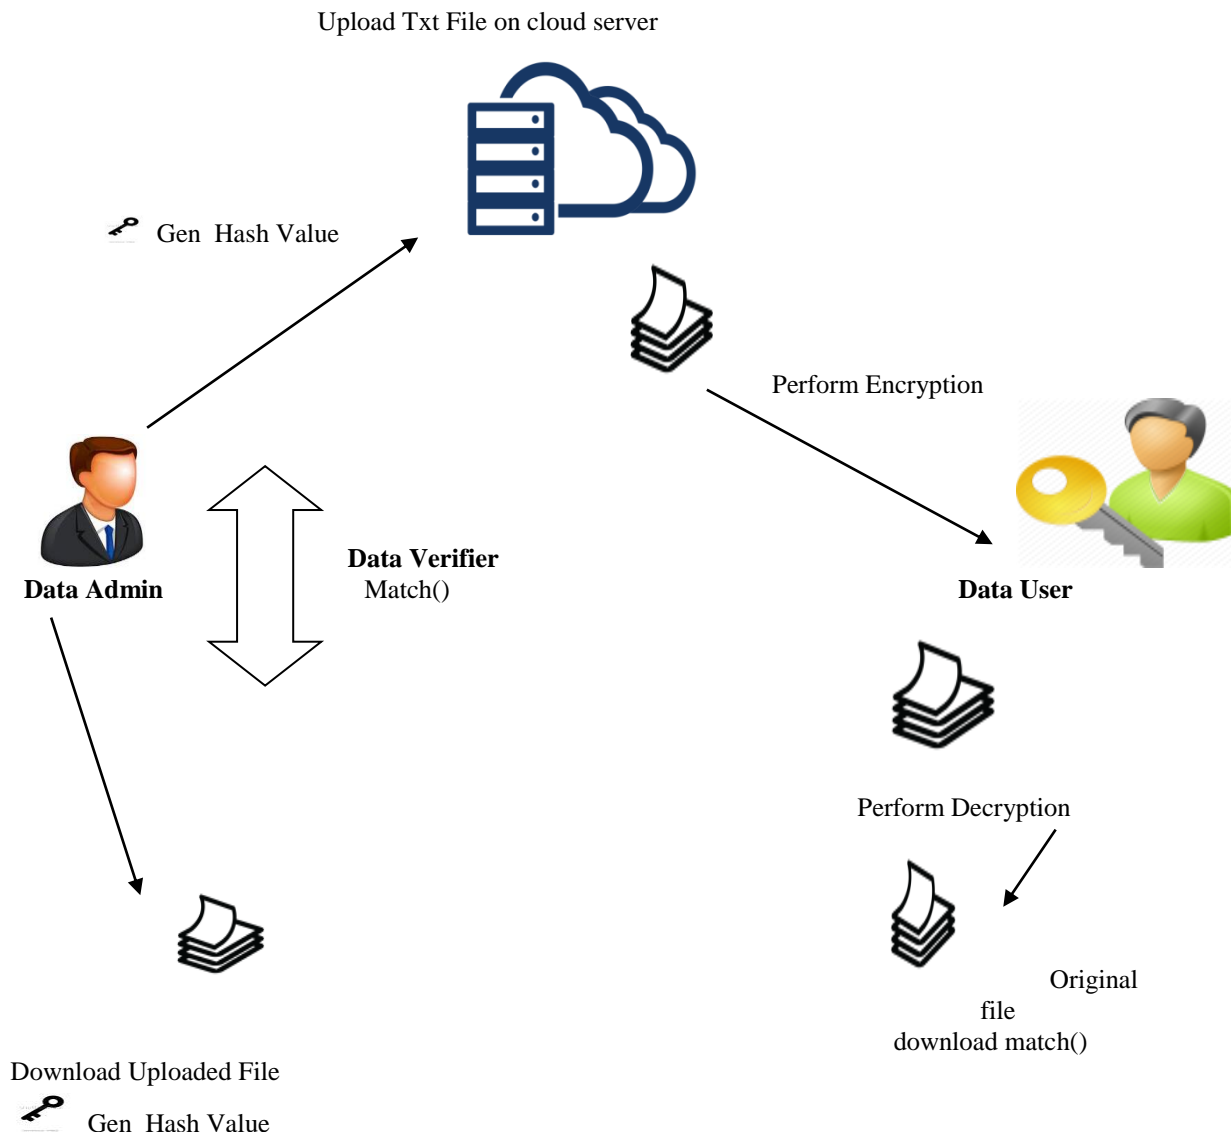 Upload Txt File on cloud server
Gen Hash Value
Perform Encryption
Data Verifier
Match()
Data Admin
Data User
Perform Decryption
Original
file
download match()
Download Uploaded File
Gen Hash Value